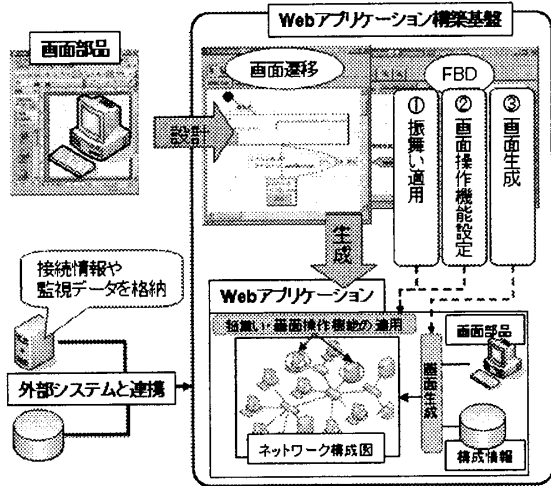 Webアプリケーション構築基盤
画面部品
画面遷移
FBD
設計
①振舞い適用
②画面操作機能設定
③画面生成
生成
接続情報や
監視データを格納
外部システムと連携
Webアプリケーション
振舞い・画面操作機能の適用
画面部品
画面生成
ネットワーク構成図
構成情報